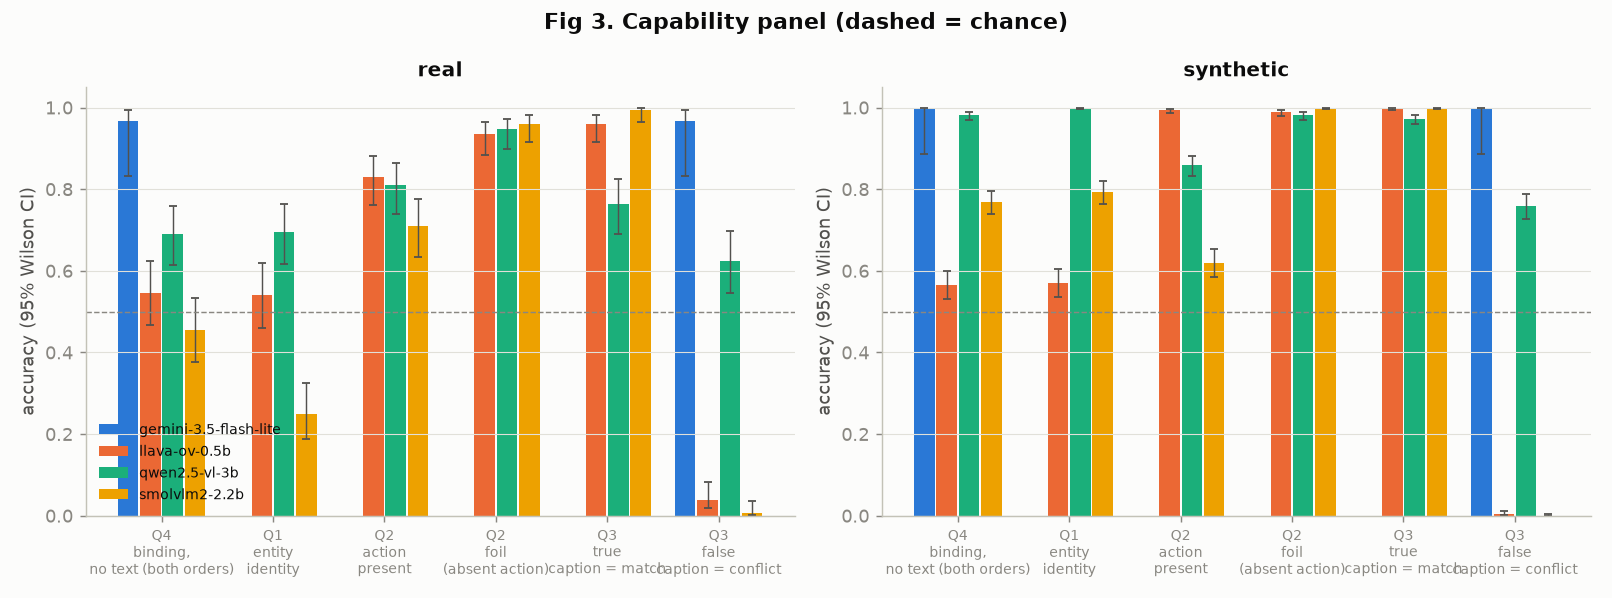 Fig 3. Capability panel (dashed = chance)
real
accuracy (95% Wilson CI)
1.0
0.8
0.6
0.4
0.2
0.0
gemini-3.5-flash-lite
llava-ov-0.5b
qwen2.5-vl-3b
smolvlm2-2.2b
Q4
binding,
no text (both orders)
Q1
entity
identity
Q2
action
present
Q2
foil
(absent action)
Q3
true
caption = match
Q3
false
caption = conflict
synthetic
accuracy (95% Wilson CI)
1.0
0.8
0.6
0.4
0.2
0.0
Q4
binding,
no text (both orders)
Q1
entity
identity
Q2
action
present
Q2
foil
(absent action)
Q3
true
caption = match
Q3
false
caption = conflict